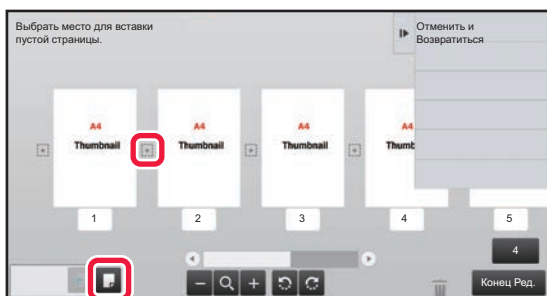 Выбрать место для вставки
пустой страницы.
Отменить и
Возвратиться
A4
Thumbnail
A4
Thumbnail
A4
Thumbnail
A4
Thumb
1
2
3
4
5
4
Конец Ред.